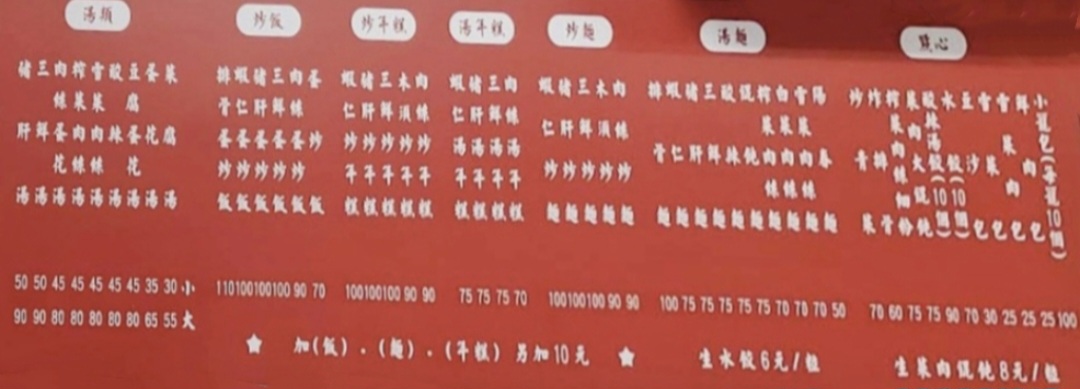 湯類
豬肝湯
三鮮湯
肉絲蛋花湯
榨菜肉絲湯
雪菜肉絲湯
酸辣湯
豆腐蛋花湯
蛋花湯
菜腐湯
50 50 45 45 45 45 45 35 30 小
90 90 80 80 80 80 80 65 55 大
炒飯
排骨蛋炒飯
蝦仁蛋炒飯
豬肝蛋炒飯
三鮮蛋炒飯
肉絲蛋炒飯
蛋炒飯
110 100 100 100 90 70
炒年糕
蝦仁炒年糕
豬肝炒年糕
三鮮炒年糕
木須炒年糕
肉絲炒年糕
100 100 100 90 90
湯年糕
蝦仁湯年糕
豬肝湯年糕
三鮮湯年糕
肉絲湯年糕
75 75 75 70
炒麵
蝦仁炒麵
豬肝炒麵
三鮮炒麵
木須炒麵
肉絲炒麵
100 100 100 90 90
★ 加(飯).(麵).(年糕)另加10元 ★
湯麵
排骨麵
蝦仁麵
豬肝麵
三鮮麵
酸辣麵
餛飩麵
榨菜肉絲麵
白菜肉絲麵
雪菜肉絲麵
陽春麵
100 75 75 75 75 75 70 70 70 50
生水餃6元/粒
點心
炒青菜
炸排骨
榨菜肉絲細粉
菜肉大餛飩
酸辣湯餃(10個)
水餃(10個)
豆沙包
雪菜包
雪菜肉包
鮮肉包
小籠包(每籠10個)
70 60 75 75 90 70 30 25 25 25 100
生菜肉餛飩8元/粒